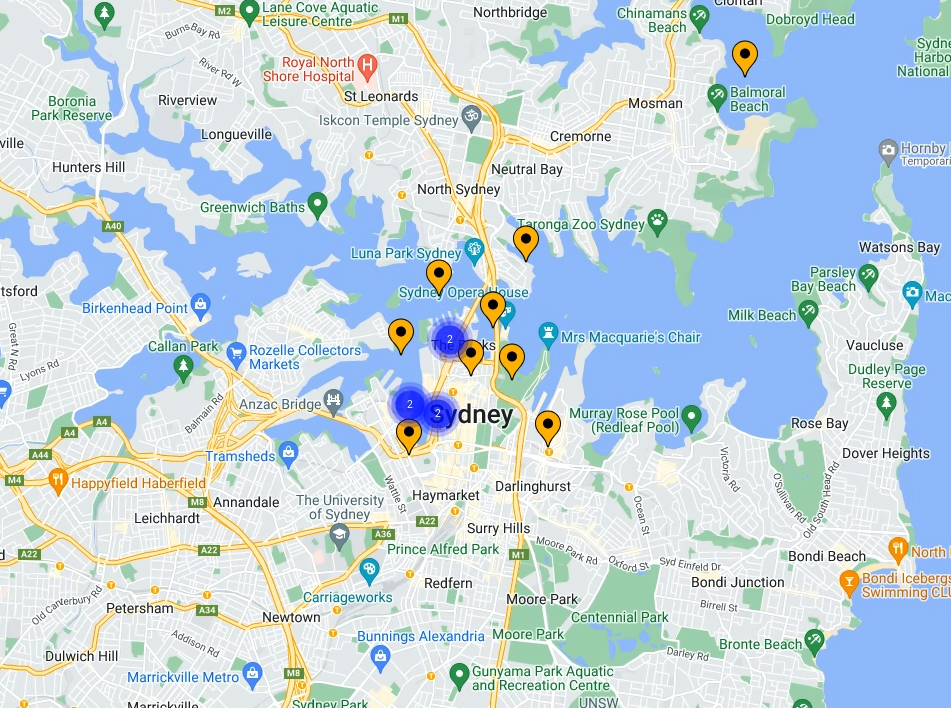 Clontarf
Northbridge
Chinamans
Beach
Dobroyd Head
M2
Lane Cove Aquatic
Leisure Centre
M1
Burns Bay Rd
Sydney
Harbo
National
Royal North
Shore Hospital
H
River Rd W
St Leonards
Boronia
Park Reserve
Riverview
Balmoral
Beach
Mosman
Iskcon Temple Sydney
Longueville
Cremorne
ville
Hornby
Temporari
Hunters Hill
Neutral Bay
North Sydney
Greenwich Baths
A40
Taronga Zoo Sydney
Luna Park Sydney
Watsons Bay
Parsley
Bay Beach
tsford
Sydney Opera House
Mac
Birkenhead Point
Milk Beach
Great N Rd
2
The Rocks
Mrs Macquarie's Chair
Callan Park
Rozelle Collectors
Markets
Vaucluse
Lyons Rd
Dudley Page
Reserve
Balmain Rd
Anzac Bridge
2
2
Sydney
Murray Rose Pool
(Redleaf Pool)
Rose Bay
A4
A4
A44
Tramsheds
Dover Heights
M4
Happyfield Haberfield
Wattle St
Haymarket
Darlinghurst
Victoria Rd
O'Sullivan Rd
Old South Head Rd
Annandale
M8
The University
of Sydney
Ocean St
Leichhardt
A22
Surry Hills
A36
d
A22
A22
Prince Alfred Park
M1
Moore Park Rd
Oxford St
Syd Einfeld Dr
Bondi Beach
North
Carriageworks
Redfern
Bondi Junction
Bondi Icebergs
Swimming CLU
Old Canterbury Rd
Petersham
A34
Newtown
Moore Park
Birrell St
Centennial Park
Addison Rd
Bunnings Alexandria
Moore Park
Bronte Beach
Dulwich Hill
Darley Rd
Marrickville Metro
M8
Gunyama Park Aquatic
and Recreation Centre
Marrickville
Sydney Park
UNSW